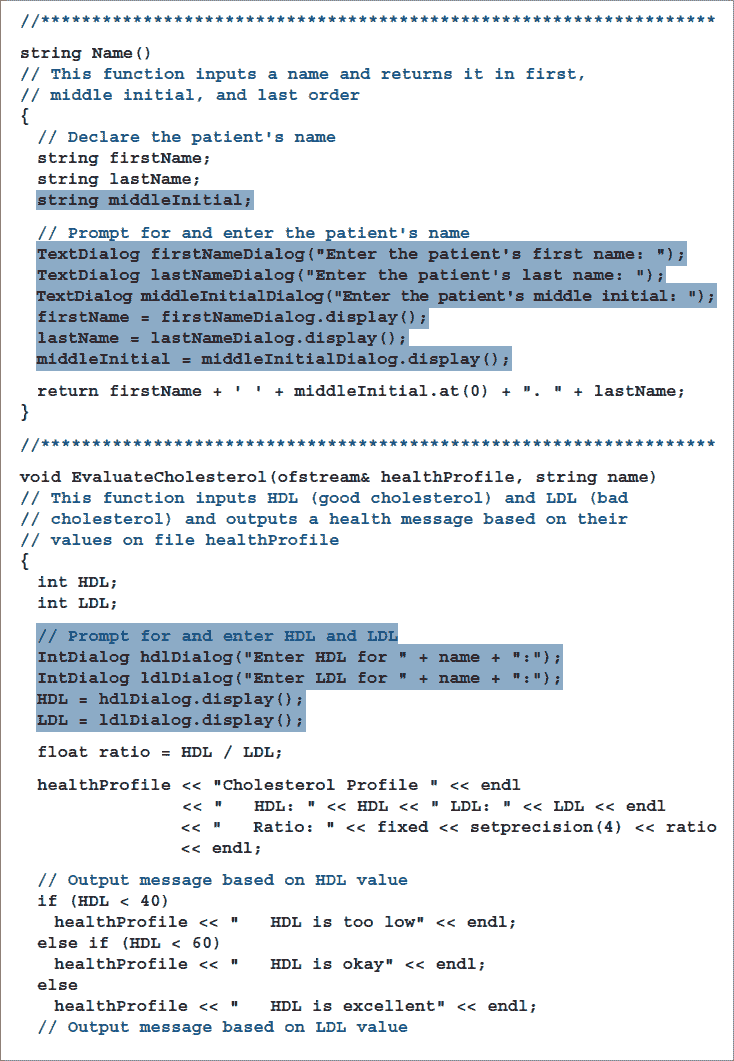 //******************************************************************
string Name()
// This function inputs a name and returns it in first,
// middle initial, and last order
{
// Declare the patient's name
string firstName;
string lastName;
string middleInitial;
// Prompt for and enter the patient's name
TextDialog firstNameDialog("Enter the patient's first name: ");
TextDialog lastNameDialog("Enter the patient's last name: ");
TextDialog middleInitialDialog("Enter the patient's middle initial: ");
firstName = firstNameDialog.display();
lastName = lastNameDialog.display();
middleInitial = middleInitialDialog.display();
return firstName + ' ' + middleInitial.at(0) + ". " + lastName;
}
//******************************************************************
void EvaluateCholesterol(ofstream& healthProfile, string name)
// This function inputs HDL (good cholesterol) and LDL (bad
// cholesterol) and outputs a health message based on their
// values on file healthProfile
{
int HDL;
int LDL;
// Prompt for and enter HDL and LDL
IntDialog hdlDialog("Enter HDL for " + name + ":");
IntDialog ldlDialog("Enter LDL for " + name + ":");
HDL = hdlDialog.display();
LDL = ldlDialog.display();
float ratio = HDL / LDL;
healthProfile << "Cholesterol Profile " << endl
<< "   HDL: " << HDL << " LDL: " << LDL << endl
<< "   Ratio: " << fixed << setprecision(4) << ratio
<< endl;
// Output message based on HDL value
if (HDL < 40)
healthProfile << "   HDL is too low" << endl;
else if (HDL < 60)
healthProfile << "   HDL is okay" << endl;
else
healthProfile << "   HDL is excellent" << endl;
// Output message based on LDL value